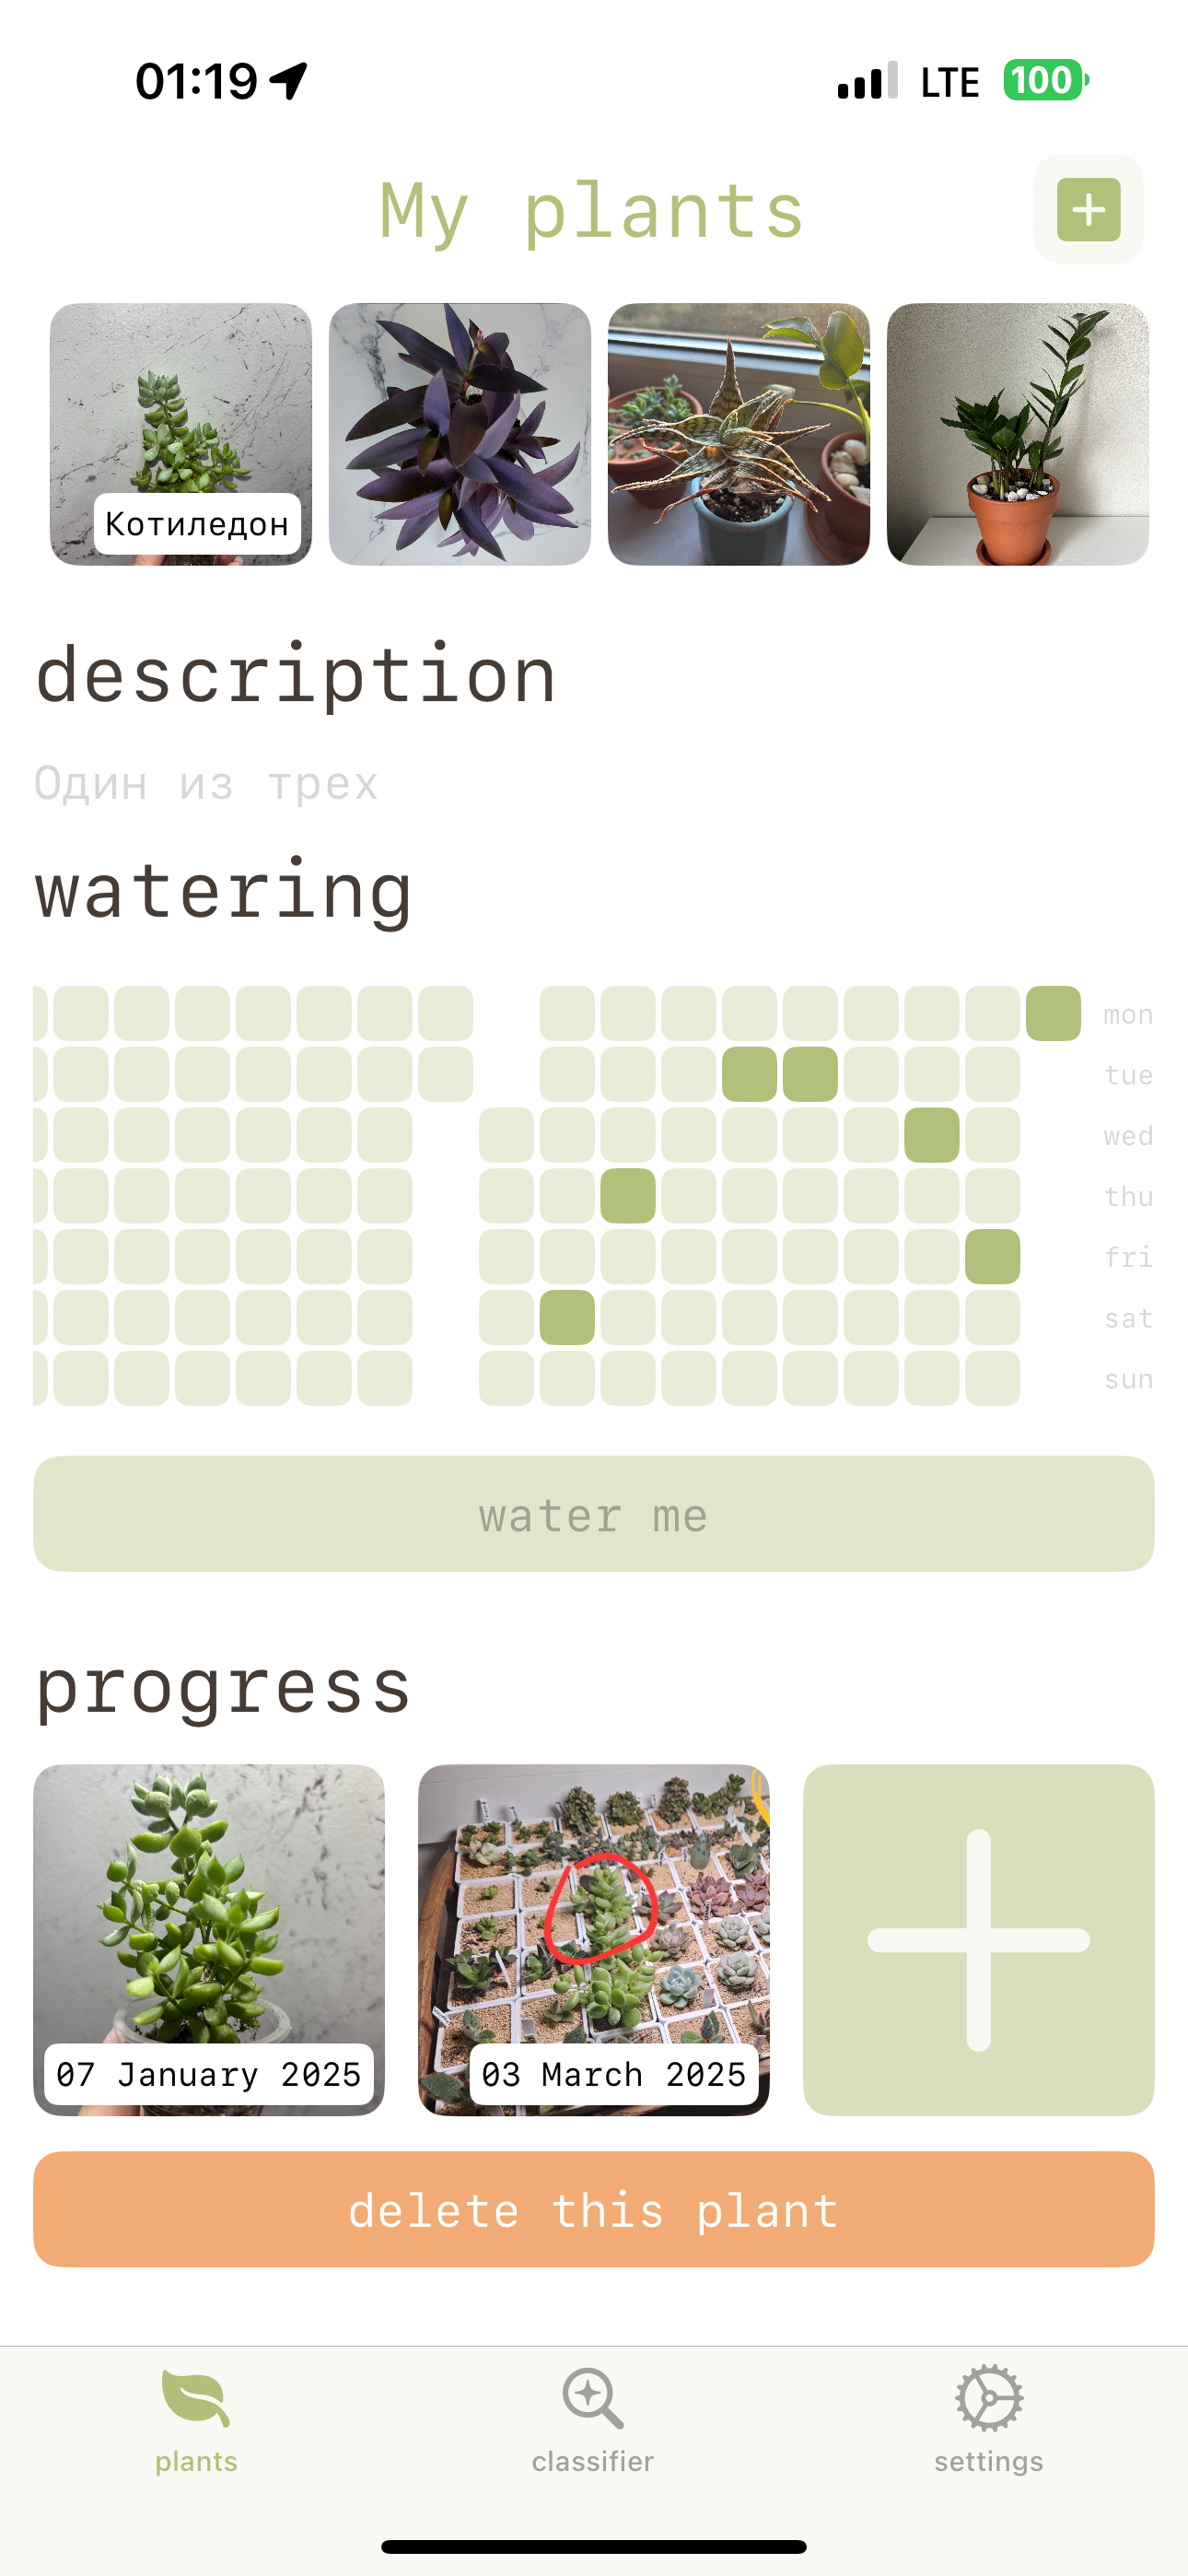 01:19 LTE 100
My plants
Котиледон
description
Один из трех
watering
mon
tue
wed
thu
fri
sat
sun
water me
progress
07 January 2025 03 March 2025
delete this plant
plants classifier settings